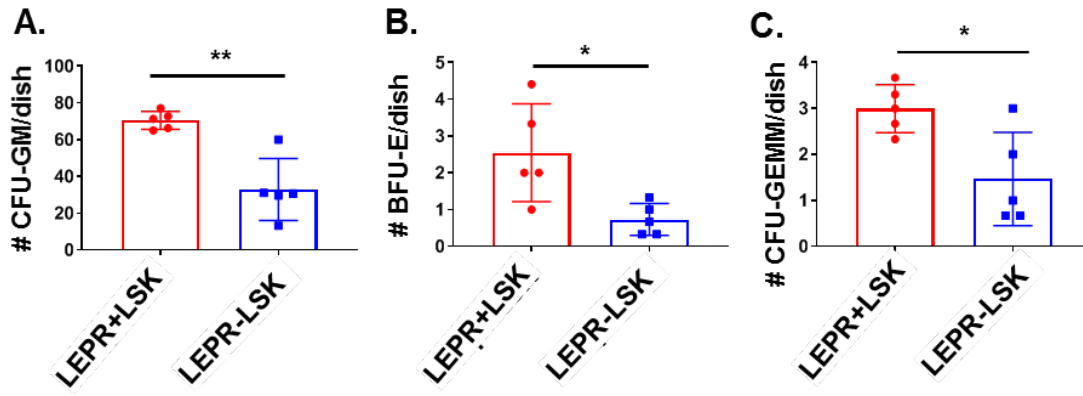 A.
**
# CFU-GM/dish
100
80
60
40
20
0
LEPR+LSK
LEPR-LSK
B.
*
# BFU-E/dish
5
4
3
2
1
0
LEPR+LSK
LEPR-LSK
C.
*
# CFU-GEMM/dish
4
3
2
1
0
LEPR+LSK
LEPR-LSK